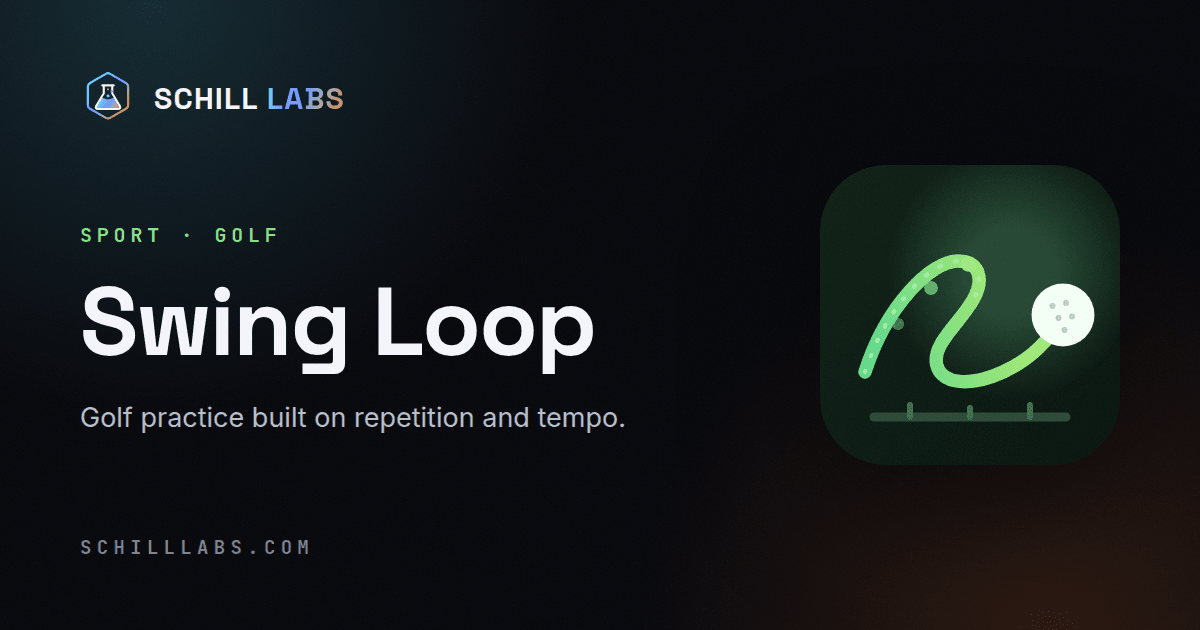 SCHILL LABS
SPORT · GOLF
Swing Loop
Golf practice built on repetition and tempo.
SCHILLLABS.COM